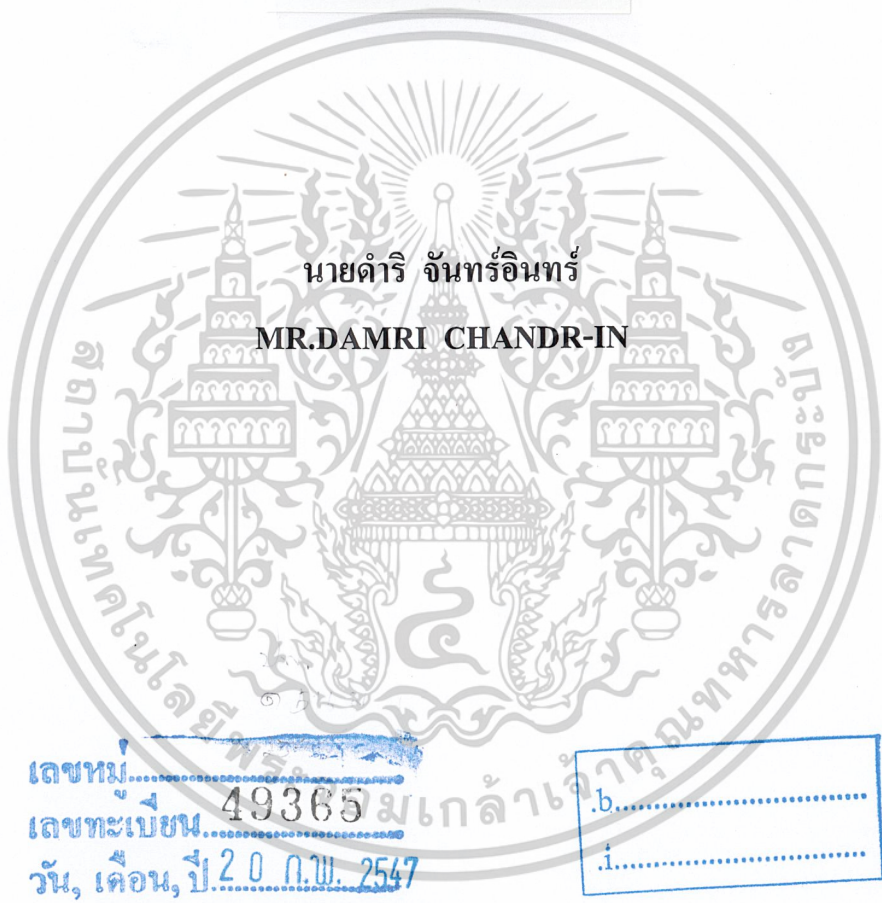 นายดำริ จันทร์อินทร์
MR.DAMRI CHANDR-IN
สถาบันเทคโนโลยีพระจอมเกล้าเจ้าคุณทหารลาดกระบัง
๔
เลขหมู่
เลขทะเบียน 49365
วัน, เดือน, ปี 20 ก.พ. 2547
.b.
.i.